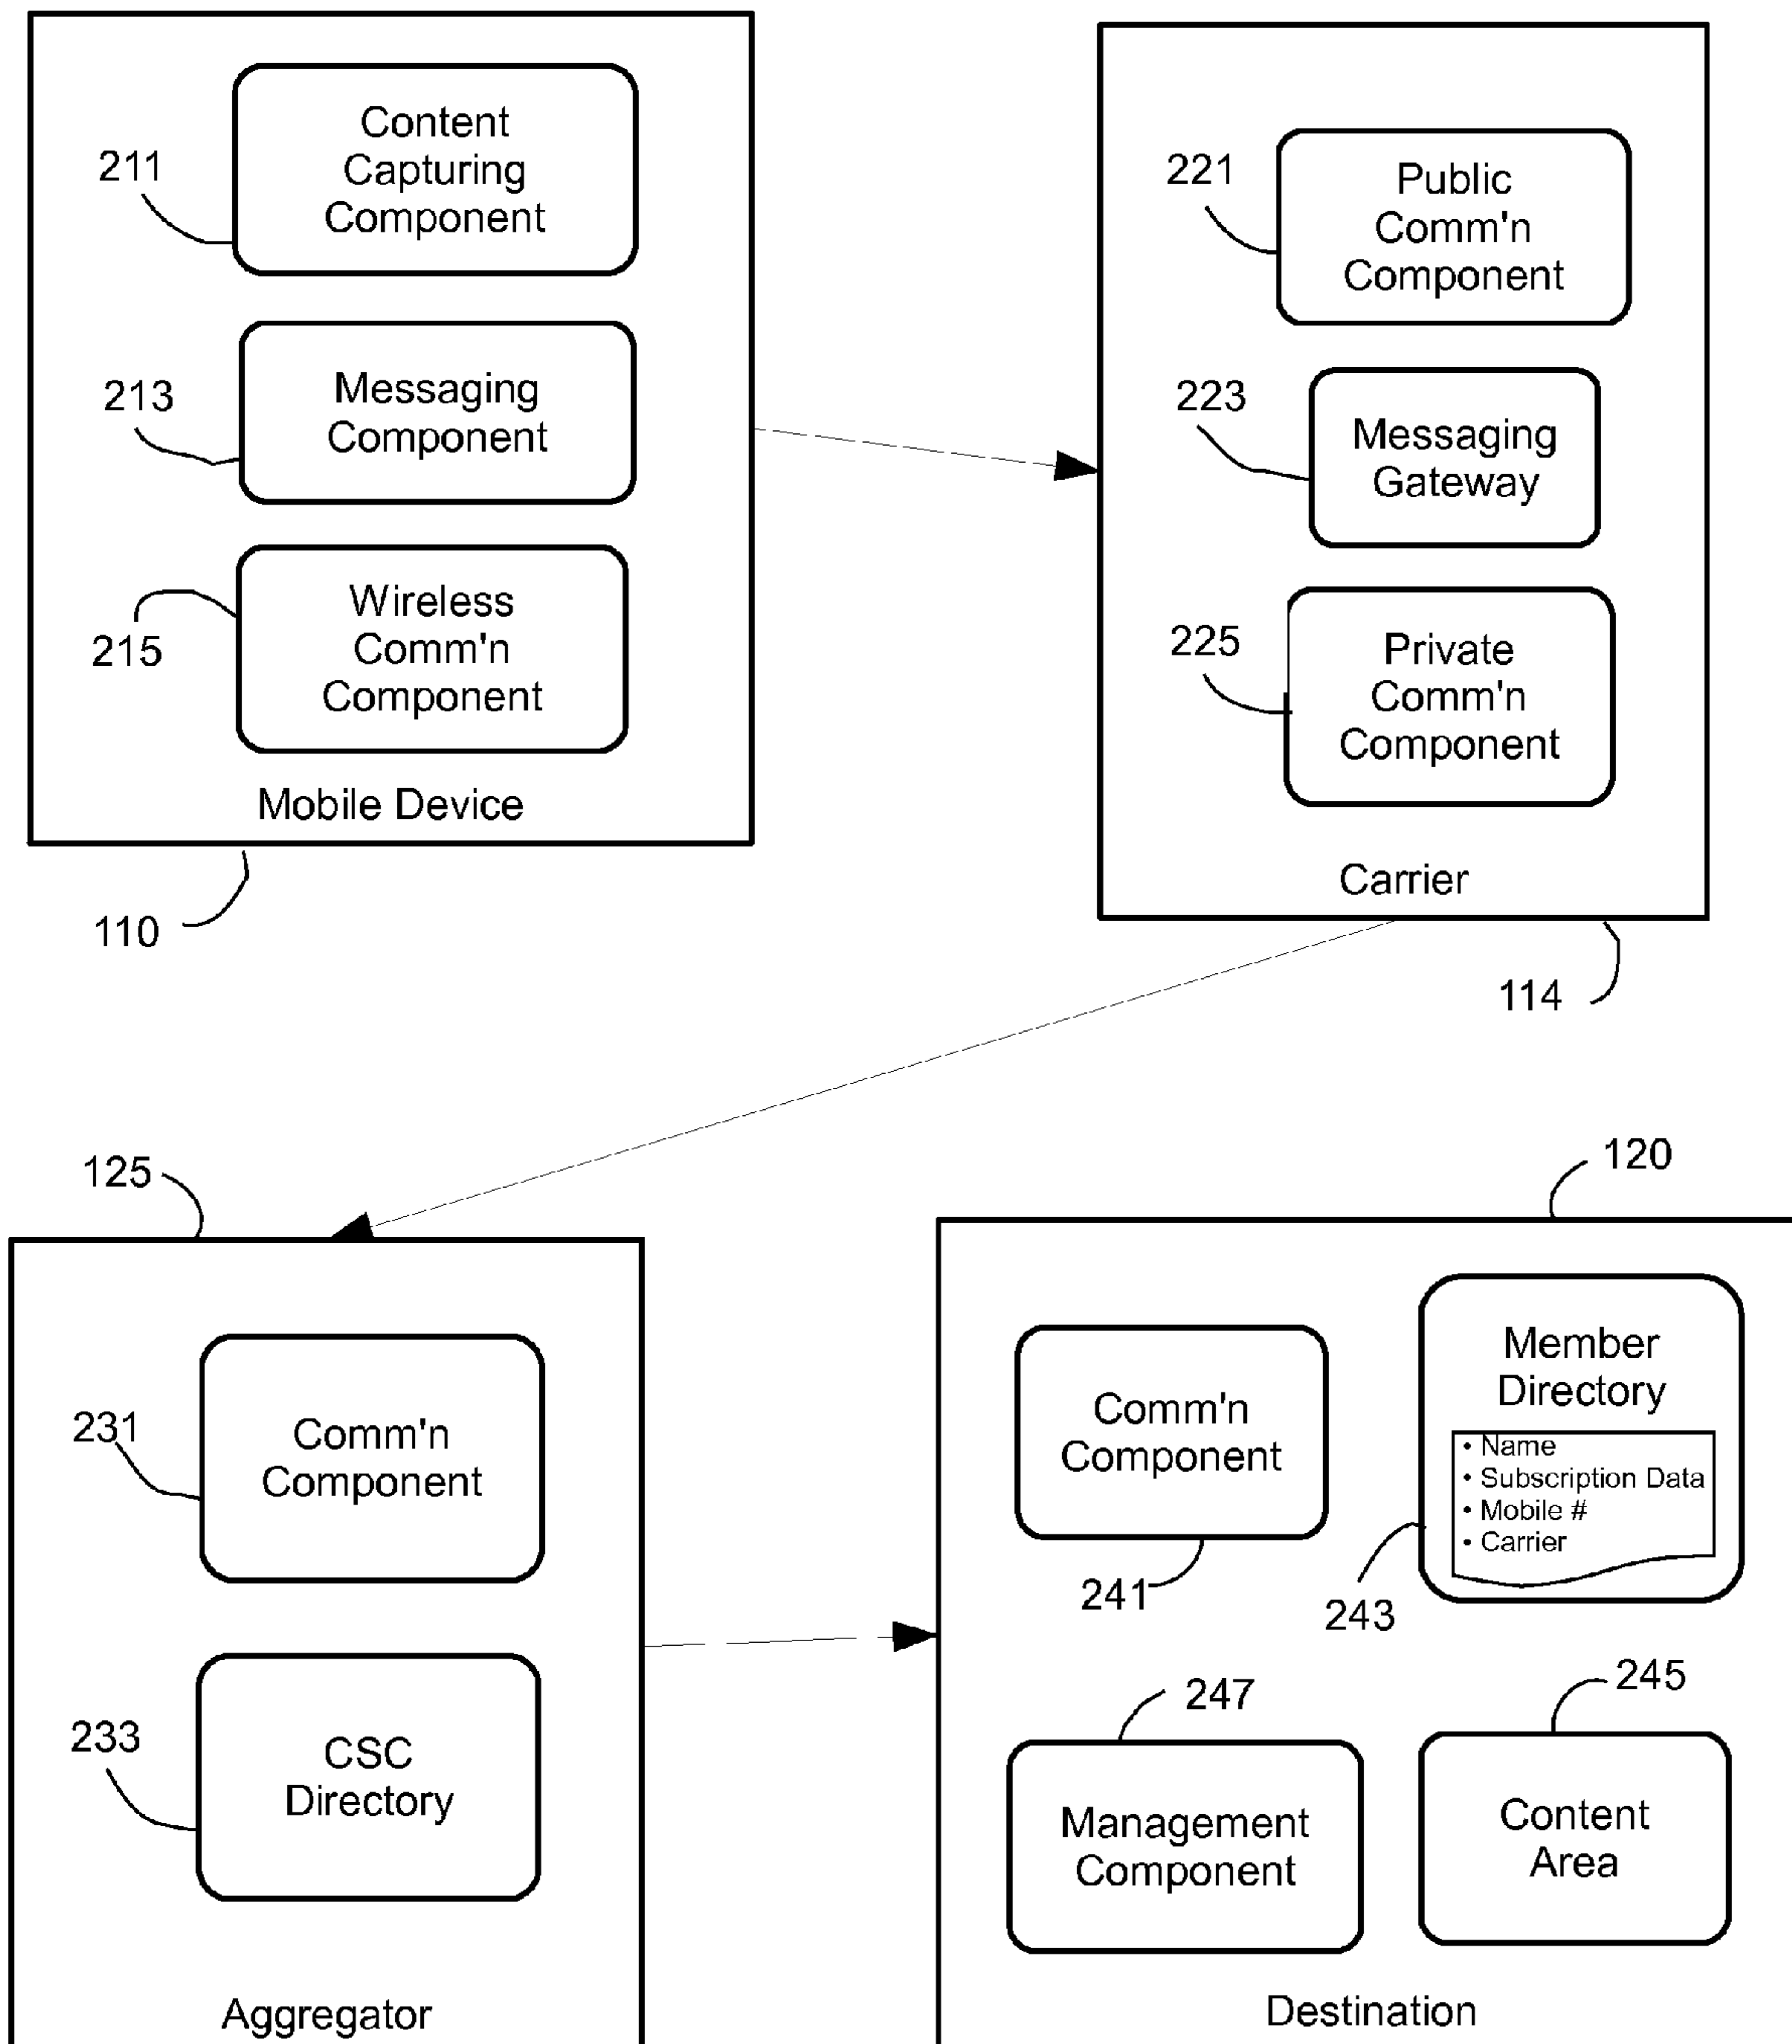 Content
Capturing
Component
211
Messaging
Component
213
Wireless
Comm'n
Component
215
Mobile Device
110
Public
Comm'n
Component
221
Messaging
Gateway
223
Private
Comm'n
Component
225
Carrier
114
125
Comm'n
Component
231
CSC
Directory
233
Aggregator
120
Comm'n
Component
241
Member
Directory
• Name
• Subscription Data
• Mobile #
• Carrier
243
247
Management
Component
245
Content
Area
Destination